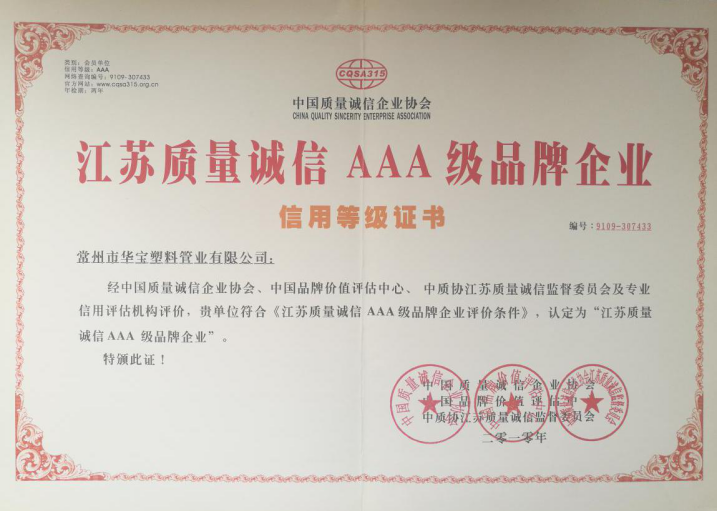 类别：会员单位
信用等级：AAA
网络查询编号：9109-307433
官方网站：www.cqsa315.org.cn
年检期：两年
CQSA315
中国质量诚信企业协会
CHINA QUALITY SINCERITY ENTERPRISE ASSOCIATION
江苏质量诚信 AAA 级品牌企业
信用等级证书
编号：9109-307433
常州市华宝塑料管业有限公司：
经中国质量诚信企业协会、中国品牌价值评估中心、中质协江苏质量诚信监督委员会及专业
信用评估机构评价，贵单位符合《江苏质量诚信 AAA 级品牌企业评价条件》，认定为“江苏质量
诚信 AAA 级品牌企业”。
特颁此证！
中国质量诚信企业协会
中国品牌价值评估中心
中质协江苏质量诚信监督委员会
二零一零年